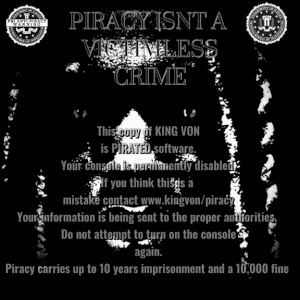 PIRACY ISNT A
VICTIMLESS
CRIME
This copy of KING VON
is PIRATED software.
Your console is permanently disabled
If you think this is a
mistake contact www.kingvon/piracy
Your information is being sent to the proper authorities.
Do not attempt to turn on the console
again.
Piracy carries up to 10 years imprisonment and a 10,000 fine